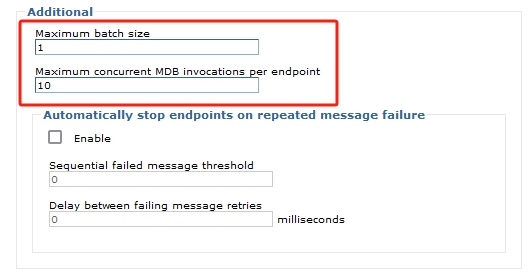 Additional
Maximum batch size
1
Maximum concurrent MDB invocations per endpoint
10
Automatically stop endpoints on repeated message failure
Enable
Sequential failed message threshold
0
Delay between failing message retries
0 milliseconds